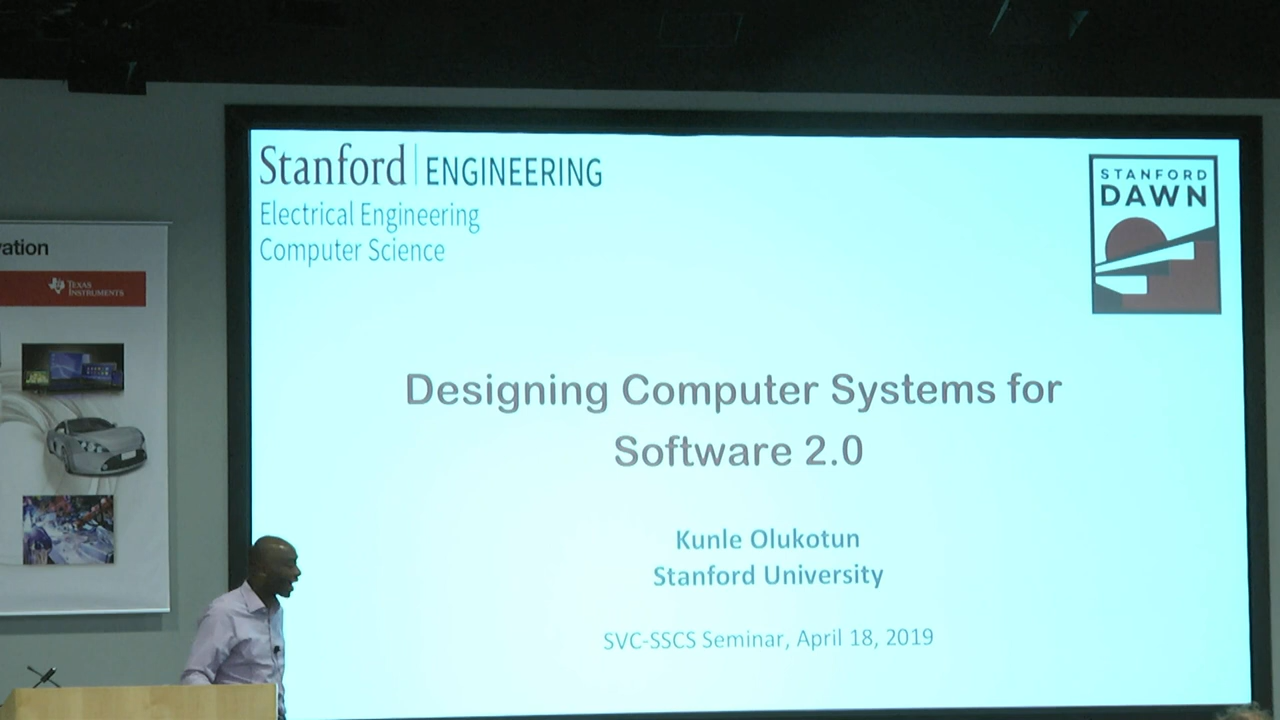 Stanford ENGINEERING
Electrical Engineering
Computer Science
STANFORD
DAWN
vation
TEXAS
INSTRUMENTS
Designing Computer Systems for
Software 2.0
Kunle Olukotun
Stanford University
SVC-SSCS Seminar, April 18, 2019